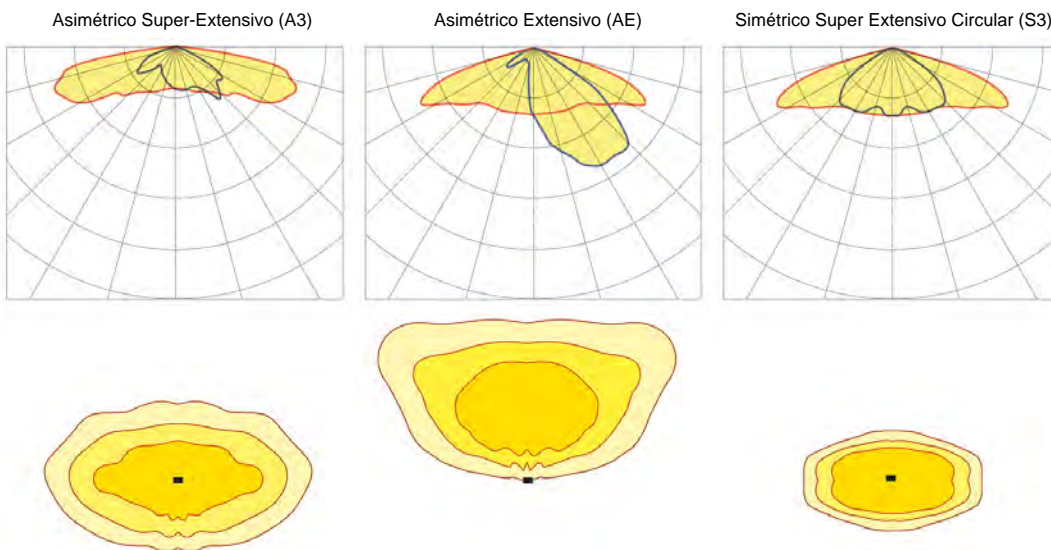 Asimétrico Super-Extensivo (A3)
Asimétrico Extensivo (AE)
Simétrico Super Extensivo Circular (S3)